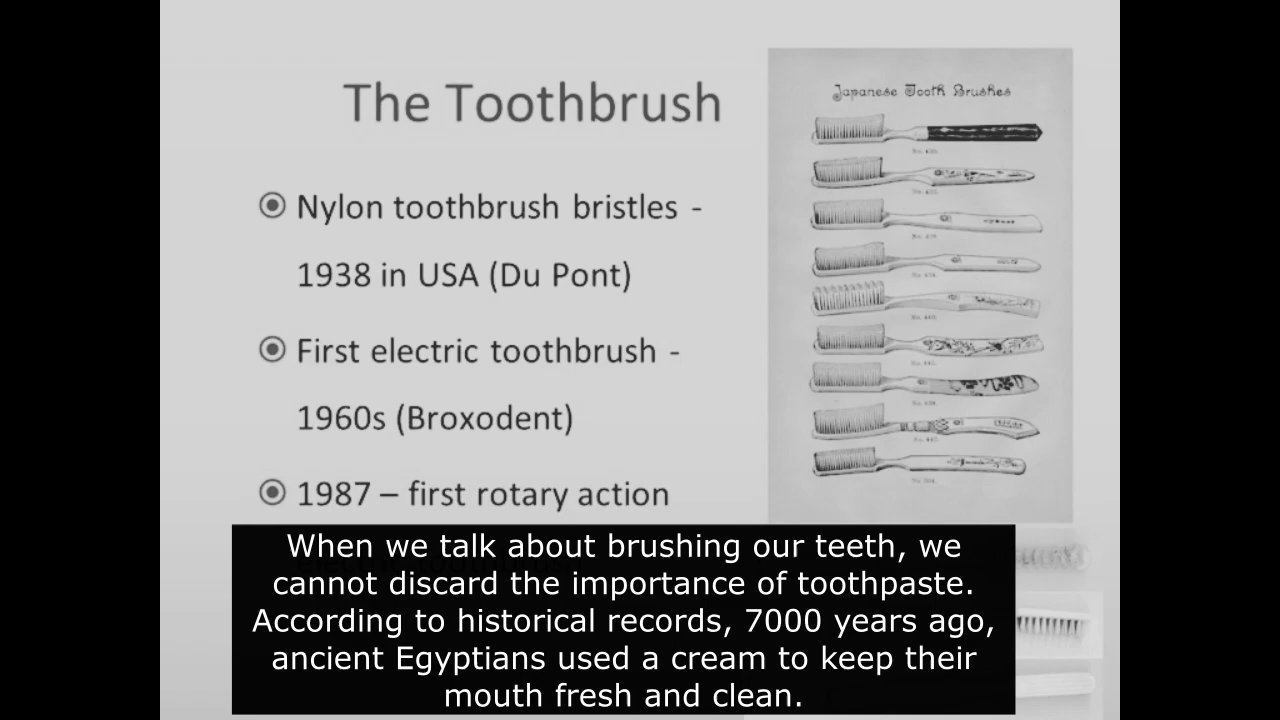 The Toothbrush
Nylon toothbrush bristles -
1938 in USA (Du Pont)
First electric toothbrush -
1960s (Broxodent)
1987 – first rotary action
electric toothbrush
Japanese Tooth Brushes
When we talk about brushing our teeth, we
cannot discard the importance of toothpaste.
According to historical records, 7000 years ago,
ancient Egyptians used a cream to keep their
mouth fresh and clean.